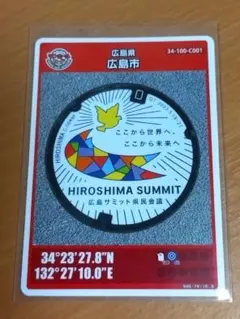 広島県
34-100-C001
広島市
HIROSHIMA
ここから世界へ、
ここから未来へ
HIROSHIMA SUMMIT
広島サミット県民会議
34°23'27.8"N
132°27'10.0"E